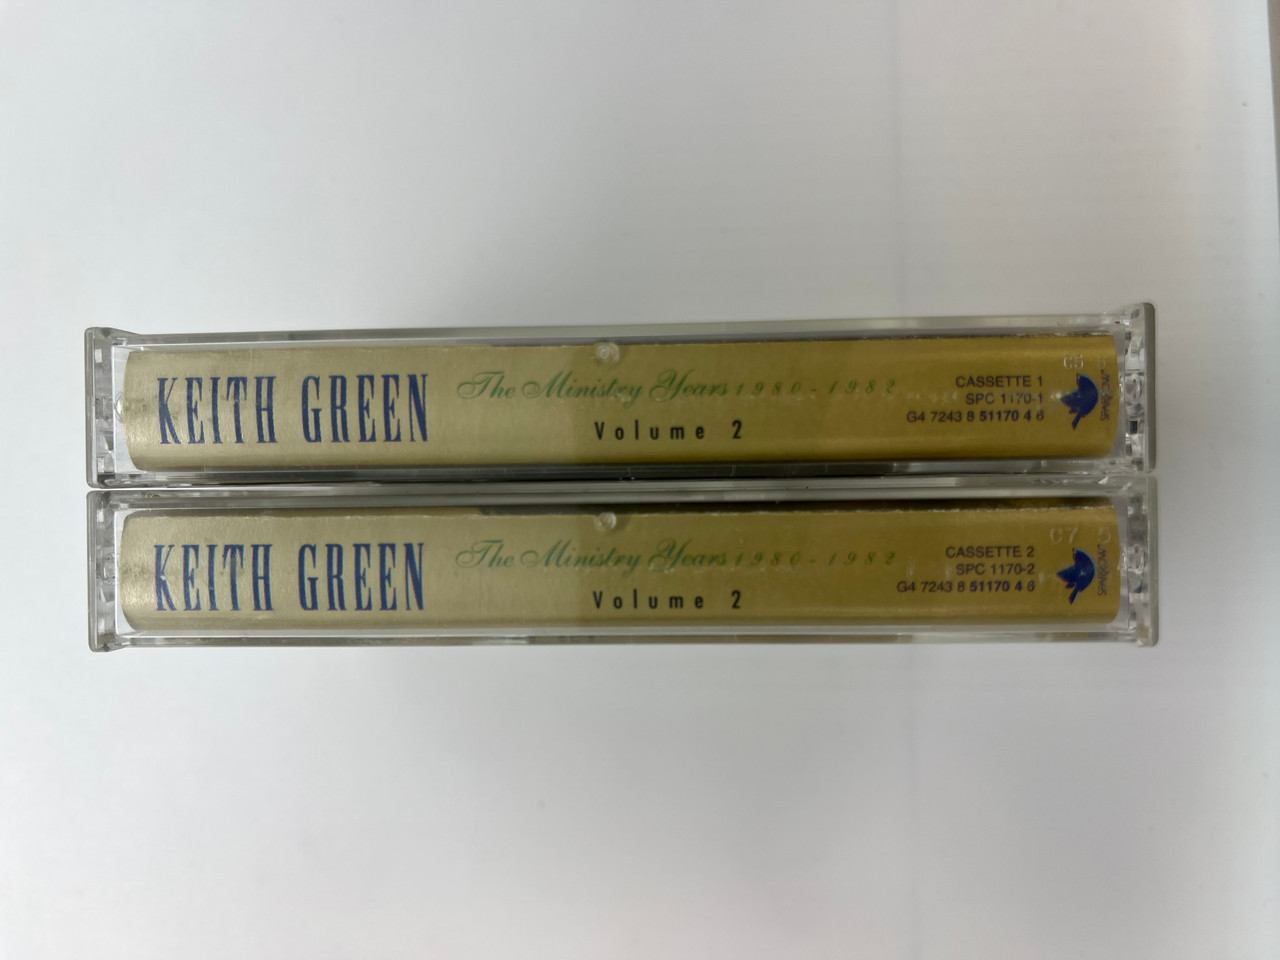 KEITH GREEN
The Ministry Years 1980-1982
Volume 2
CASSETTE 1
SPC 1170-1
G4 7243 8 51170 4 6
SPARROW
KEITH GREEN
The Ministry Years 1980-1982
Volume 2
CASSETTE 2
SPC 1170-2
G4 7243 8 51170 4 6
SPARROW